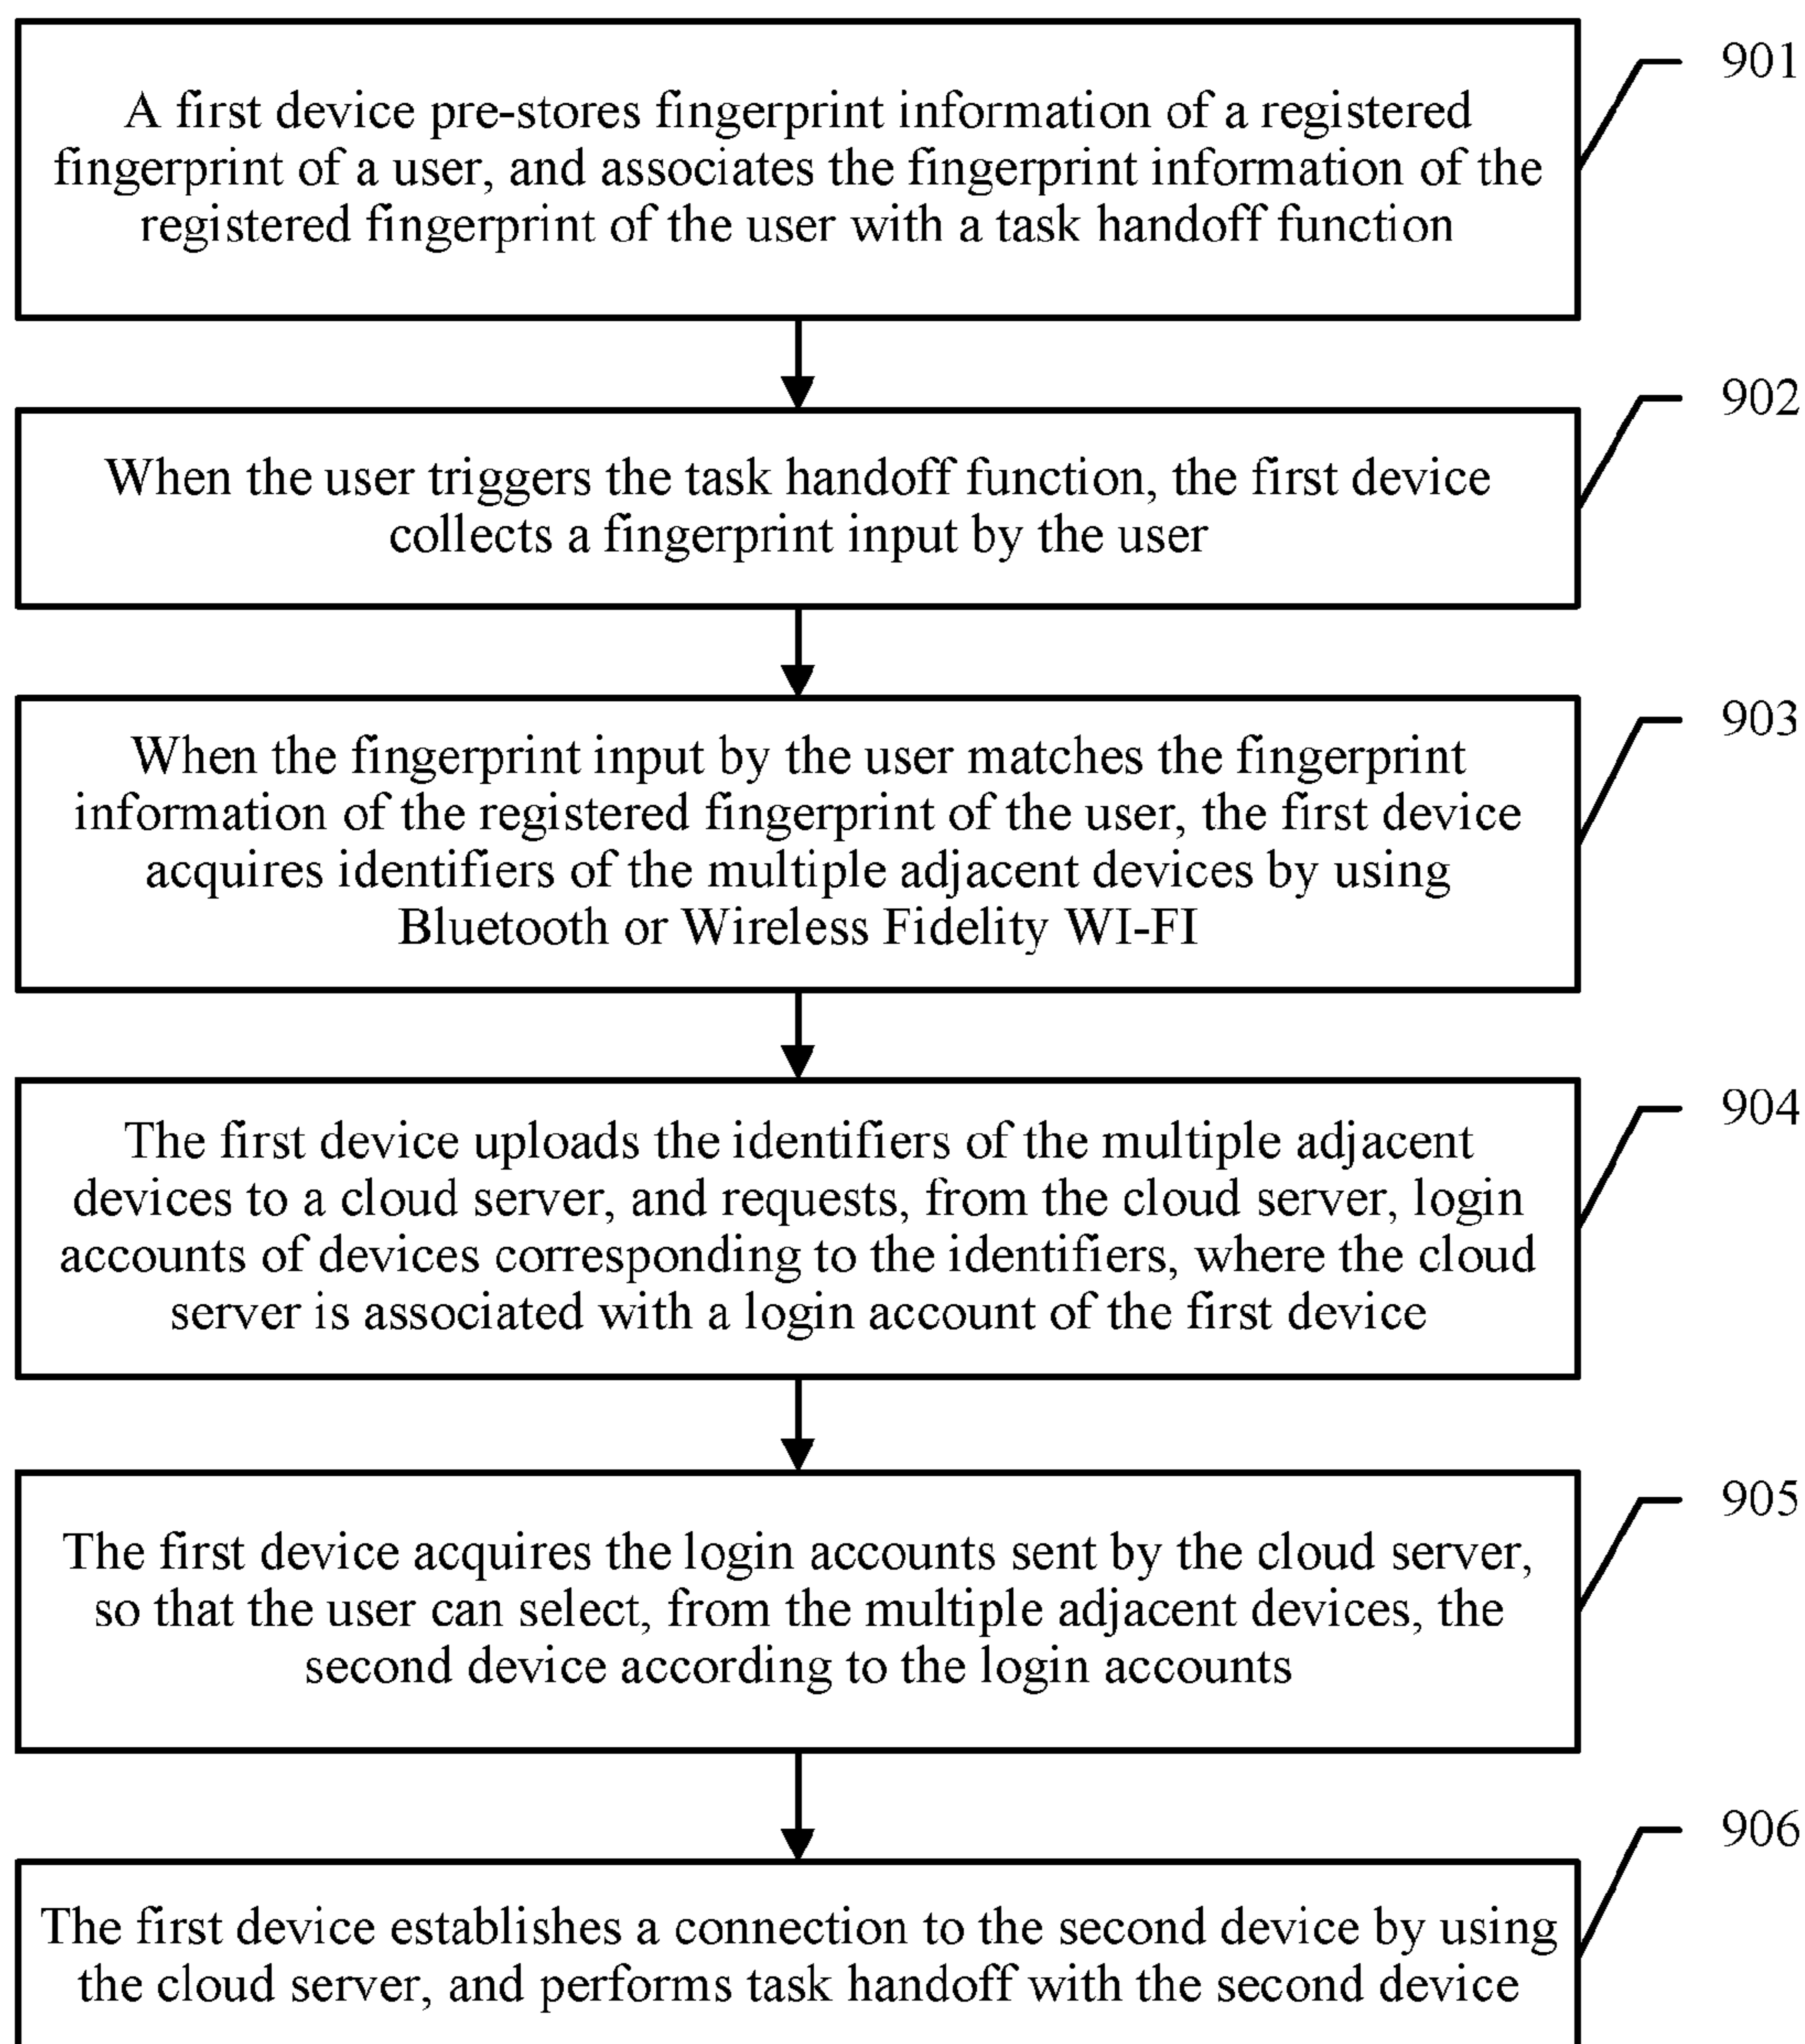 901
A first device pre-stores fingerprint information of a registered
fingerprint of a user, and associates the fingerprint information of the
registered fingerprint of the user with a task handoff function
902
When the user triggers the task handoff function, the first device
collects a fingerprint input by the user
903
When the fingerprint input by the user matches the fingerprint
information of the registered fingerprint of the user, the first device
acquires identifiers of the multiple adjacent devices by using
Bluetooth or Wireless Fidelity WI-FI
904
The first device uploads the identifiers of the multiple adjacent
devices to a cloud server, and requests, from the cloud server, login
accounts of devices corresponding to the identifiers, where the cloud
server is associated with a login account of the first device
905
The first device acquires the login accounts sent by the cloud server,
so that the user can select, from the multiple adjacent devices, the
second device according to the login accounts
906
The first device establishes a connection to the second device by using
the cloud server, and performs task handoff with the second device